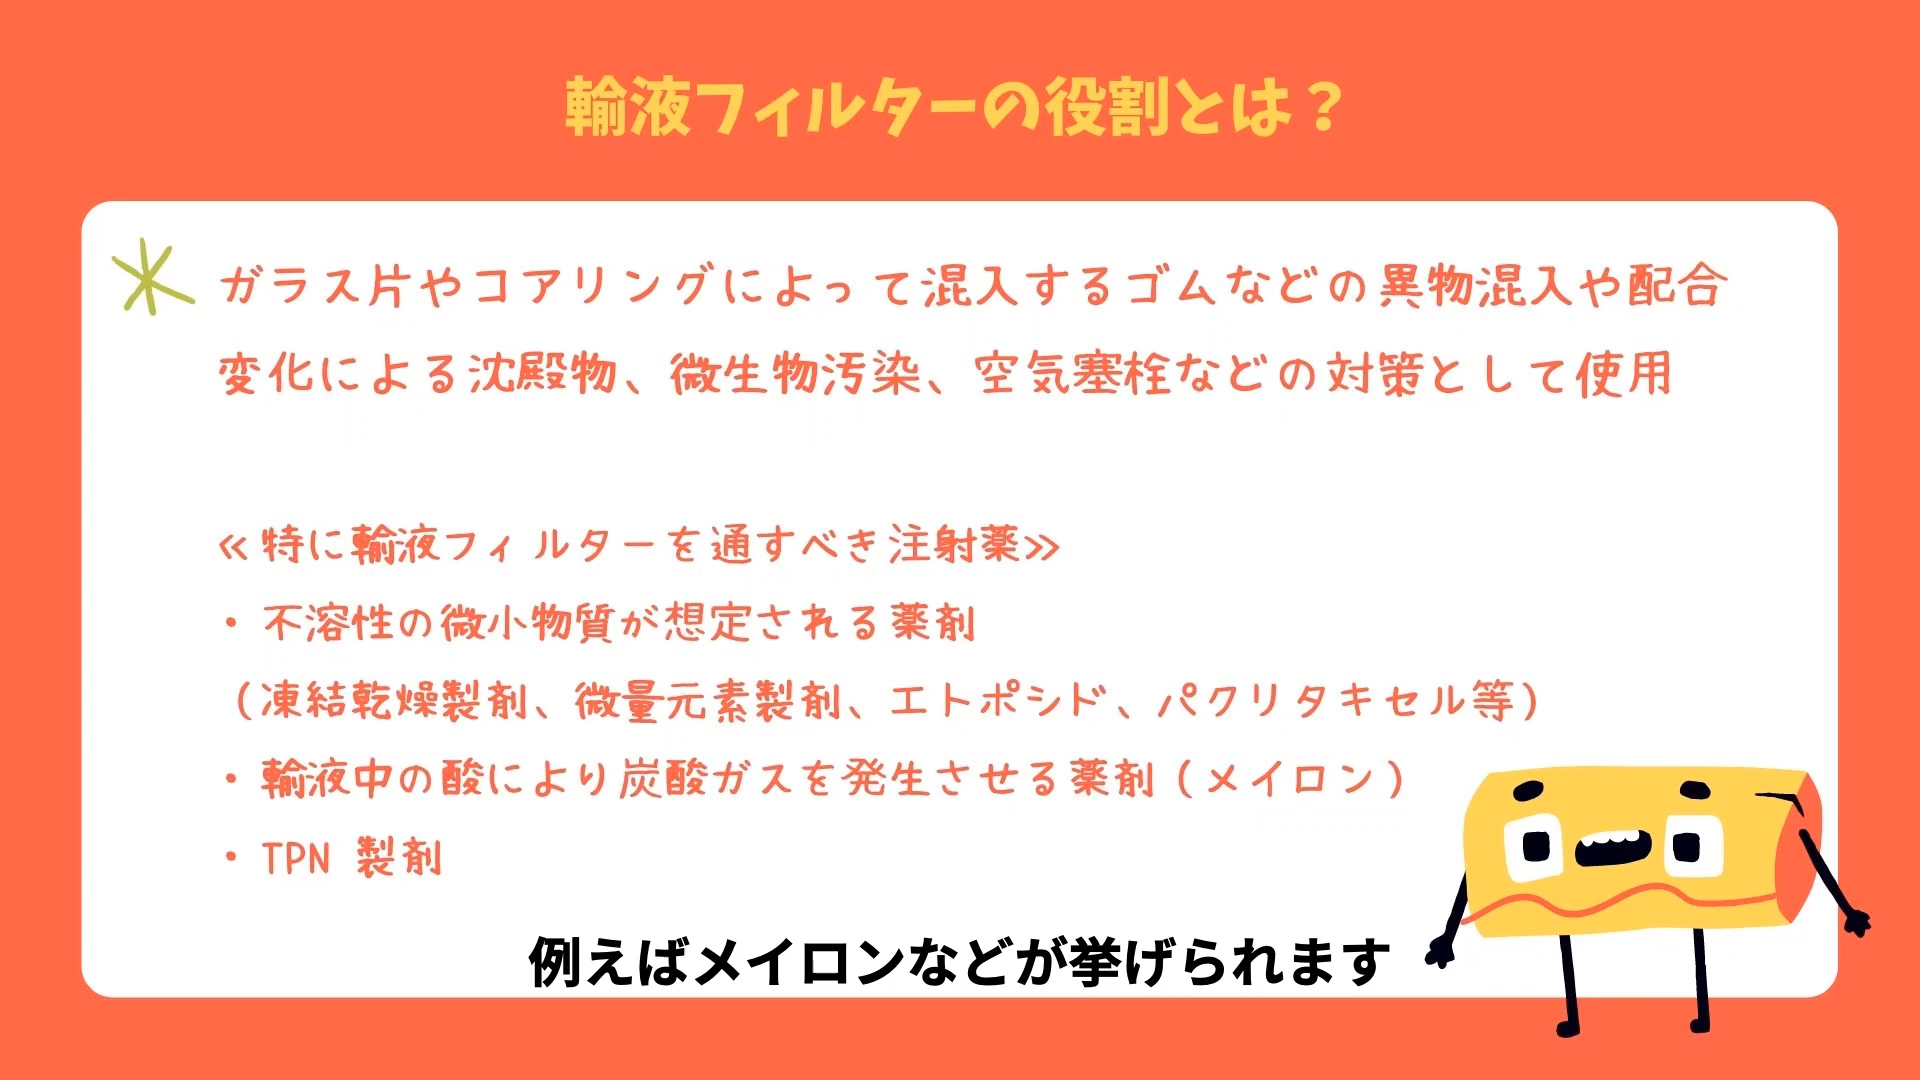 輸液フィルターの役割とは？
ガラス片やコアリングによって混入するゴムなどの異物混入や配合
変化による沈殿物、微生物汚染、空気塞栓などの対策として使用
≪特に輸液フィルターを通すべき注射薬≫
・不溶性の微小物質が想定される薬剤
（凍結乾燥製剤、微量元素製剤、エトポシド、パクリタキセル等）
・輸液中の酸により炭酸ガスを発生させる薬剤（メイロン）
・TPN 製剤
例えばメイロンなどが挙げられます